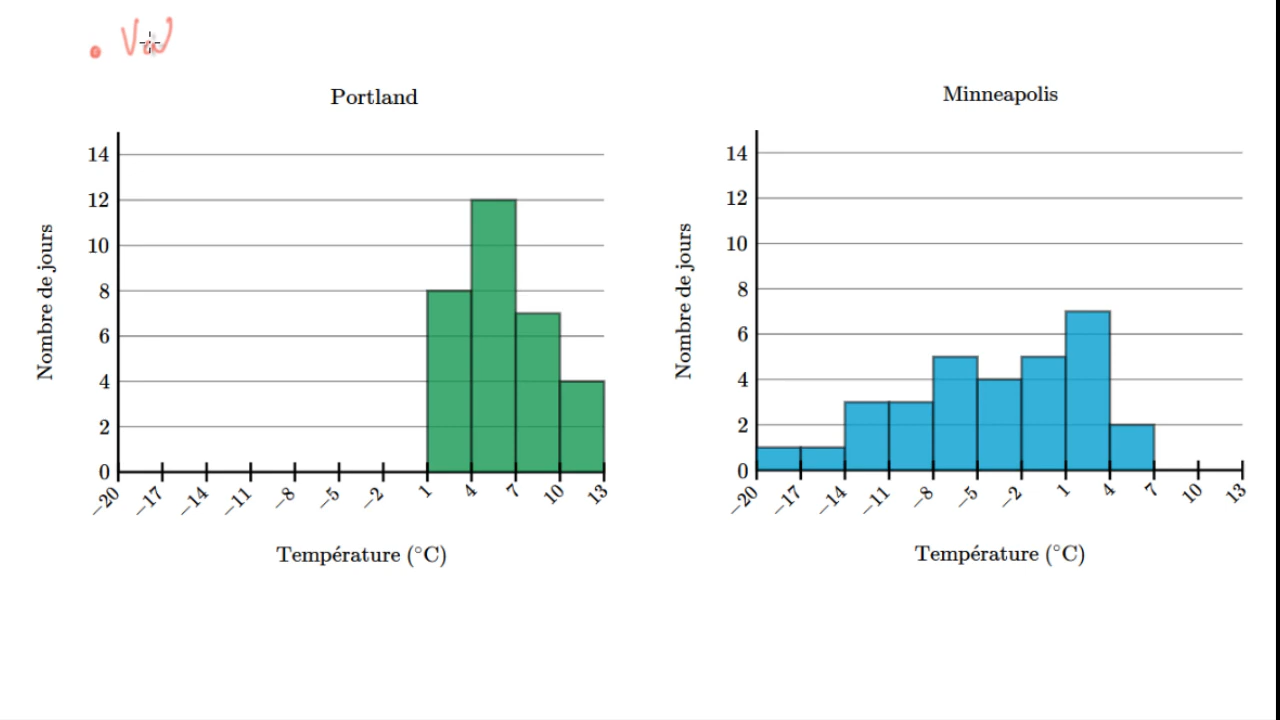 Portland
Nombre de jours
14
12
10
8
6
4
2
0
−20 −17 −14 −11 −8 −5 −2 1 4 7 10 13
Température (°C)
Minneapolis
Nombre de jours
14
12
10
8
6
4
2
0
−20 −17 −14 −11 −8 −5 −2 1 4 7 10 13
Température (°C)